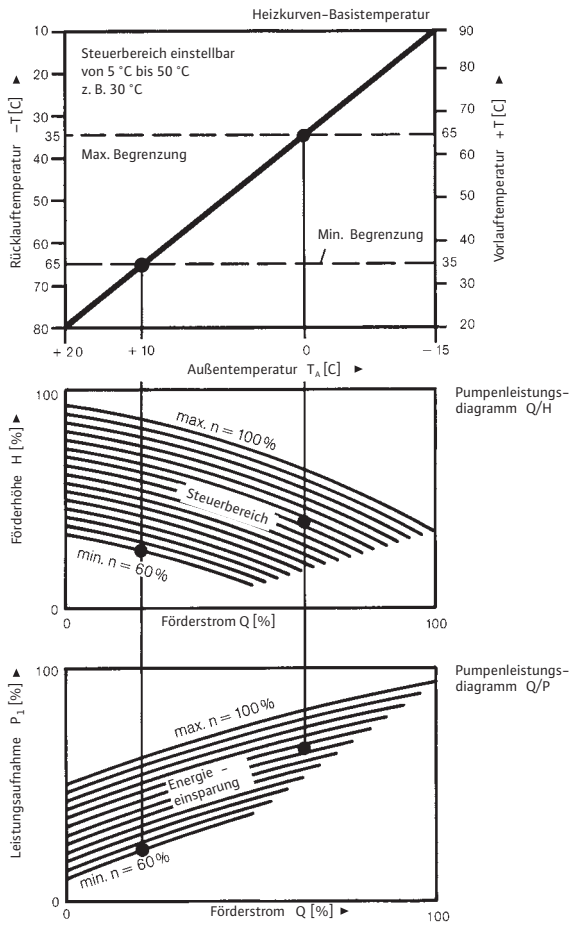 Heizkurven-Basistemperatur
Steuerbereich einstellbar
von 5 °C bis 50 °C
z. B. 30 °C
Max. Begrenzung
Min. Begrenzung
Rücklauftemperatur –T [C] ►
10
20
30
35
40
50
60
65
70
80
Vorlauftemperatur +T [C] ►
90
80
70
65
60
50
40
35
30
20
+20
+10
0
–15
Außentemperatur TA [C] ►
Pumpenleistungs-
diagramm Q/H
100
Förderhöhe H [%] ►
max. n = 100%
Steuerbereich
min. n = 60%
0
0
Förderstrom Q [%]
100
Pumpenleistungs-
diagramm Q/P
100
Leistungsaufnahme P1 [%] ►
max. n = 100%
Energie -
einsparung
min. n = 60%
0
0
Förderstrom Q [%] ►
100